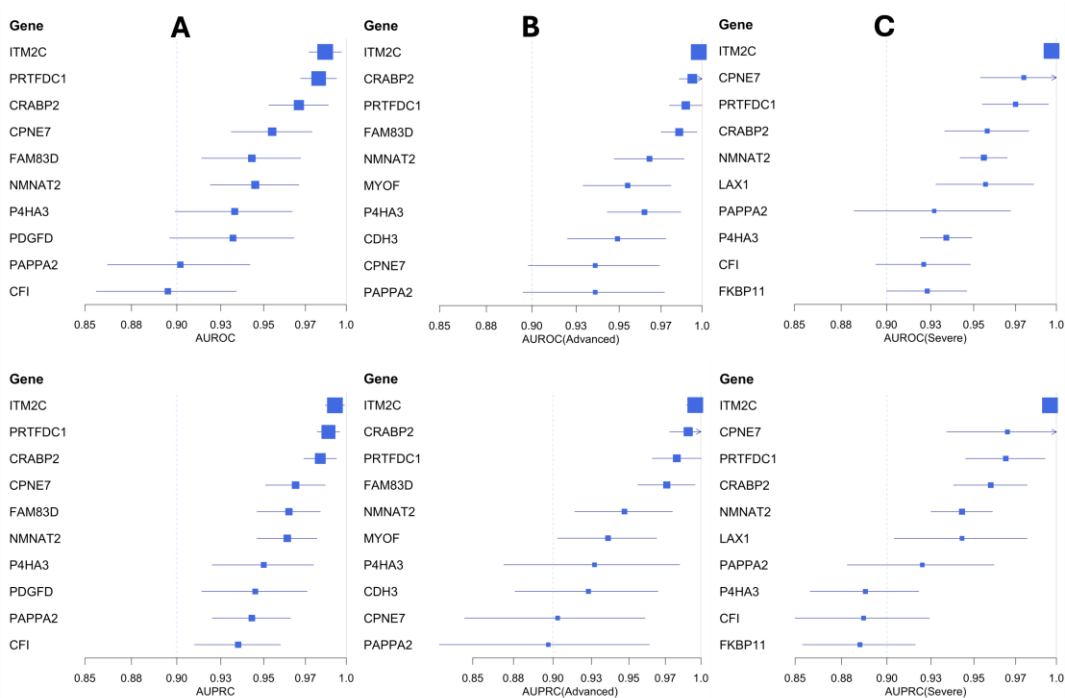 A
Gene
ITM2C
PRTFDC1
CRABP2
CPNE7
FAM83D
NMNAT2
P4HA3
PDGFD
PAPPA2
CFI
0.85 0.88 0.90 0.93 0.95 0.97 1.0
AUROC
B
Gene
ITM2C
CRABP2
PRTFDC1
FAM83D
NMNAT2
MYOF
P4HA3
CDH3
CPNE7
PAPPA2
0.85 0.88 0.90 0.93 0.95 0.97 1.0
AUROC(Advanced)
C
Gene
ITM2C
CPNE7
PRTFDC1
CRABP2
NMNAT2
LAX1
PAPPA2
P4HA3
CFI
FKBP11
0.85 0.88 0.90 0.93 0.95 0.97 1.0
AUROC(Severe)
Gene
ITM2C
PRTFDC1
CRABP2
CPNE7
FAM83D
NMNAT2
P4HA3
PDGFD
PAPPA2
CFI
0.85 0.88 0.90 0.93 0.95 0.97 1.0
AUPRC
Gene
ITM2C
CRABP2
PRTFDC1
FAM83D
NMNAT2
MYOF
P4HA3
CDH3
CPNE7
PAPPA2
0.85 0.88 0.90 0.93 0.95 0.97 1.0
AUPRC(Advanced)
Gene
ITM2C
CPNE7
PRTFDC1
CRABP2
NMNAT2
LAX1
PAPPA2
P4HA3
CFI
FKBP11
0.85 0.88 0.90 0.93 0.95 0.97 1.0
AUPRC(Severe)